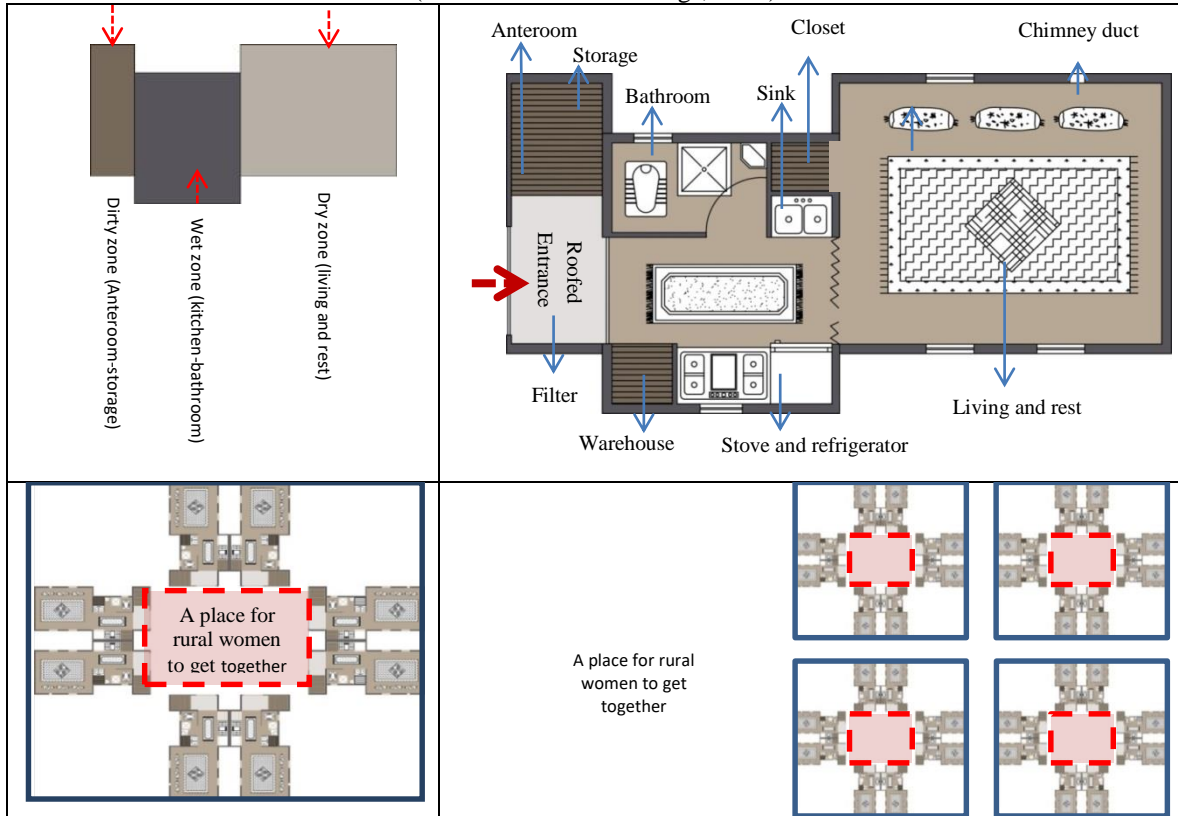 Dirty zone (Anteroom-storage)
Wet zone (kitchen-bathroom)
Dry zone (living and rest)
Anteroom
Storage
Closet
Chimney duct
Bathroom
Sink
Roofed
Entrance
Filter
Warehouse
Stove and refrigerator
Living and rest
A place for
rural women
to get together
A place for rural
women to get
together